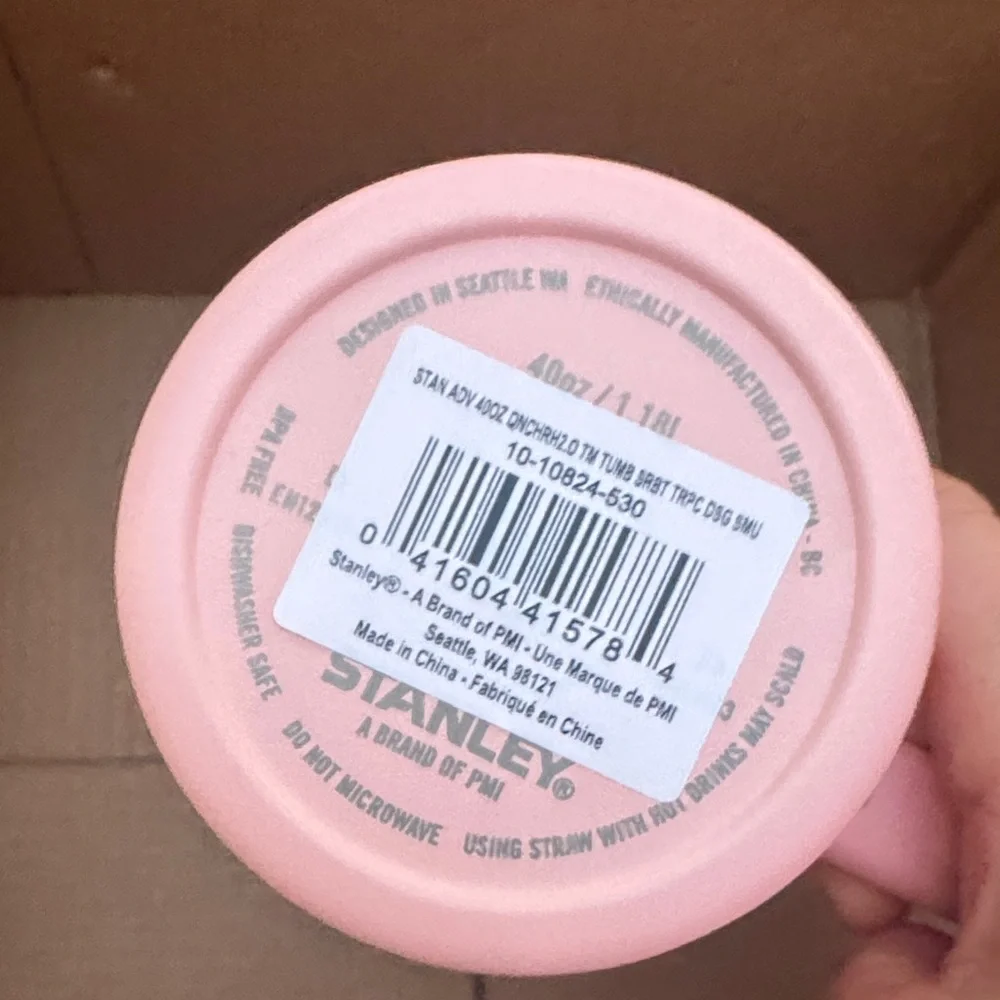 DESIGNED IN SEATTLE WA ETHICALLY MANUFACTURED IN CHINA - BC
40oz / 1.18L
STAN ADV 40OZ QNCHRH2.0 TM TUMB SRBT TRPC DSG SMU
10-10824-530
0 41604 41578 4
Stanley® - A Brand of PMI - Une Marque de PMI
Seattle, WA 98121
Made in China - Fabriqué en Chine
BPA FREE
DISHWASHER SAFE
STANLEY®
A BRAND OF PMI
DO NOT MICROWAVE
USING STRAW WITH HOT DRINKS MAY SCALD